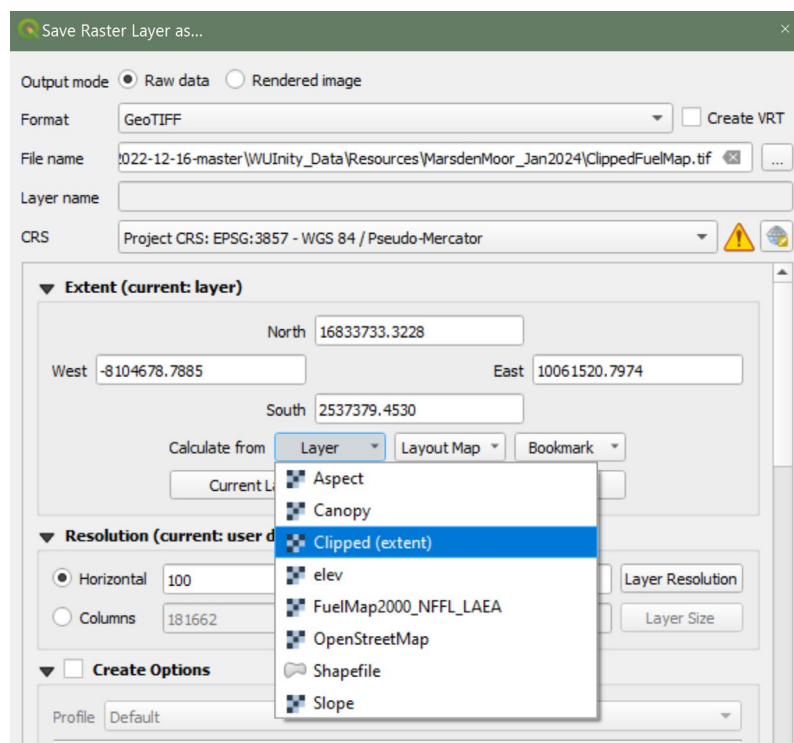 Save Raster Layer as...
Output mode Raw data Rendered image
Format GeoTIFF Create VRT
File name 2022-12-16-master\WUInity_Data\Resources\MarsdenMoor_Jan2024\ClippedFuelMap.tif ...
Layer name
CRS Project CRS: EPSG:3857 - WGS 84 / Pseudo-Mercator
Extent (current: layer)
North 16833733.3228
West -8104678.7885 East 10061520.7974
South 2537379.4530
Calculate from Layer Layout Map Bookmark
Current La
Aspect
Canopy
Clipped (extent)
elev
FuelMap2000_NFFL_LAEA
OpenStreetMap
Shapefile
Slope
Resolution (current: user d
Horizontal 100 Layer Resolution
Columns 181662 Layer Size
Create Options
Profile Default